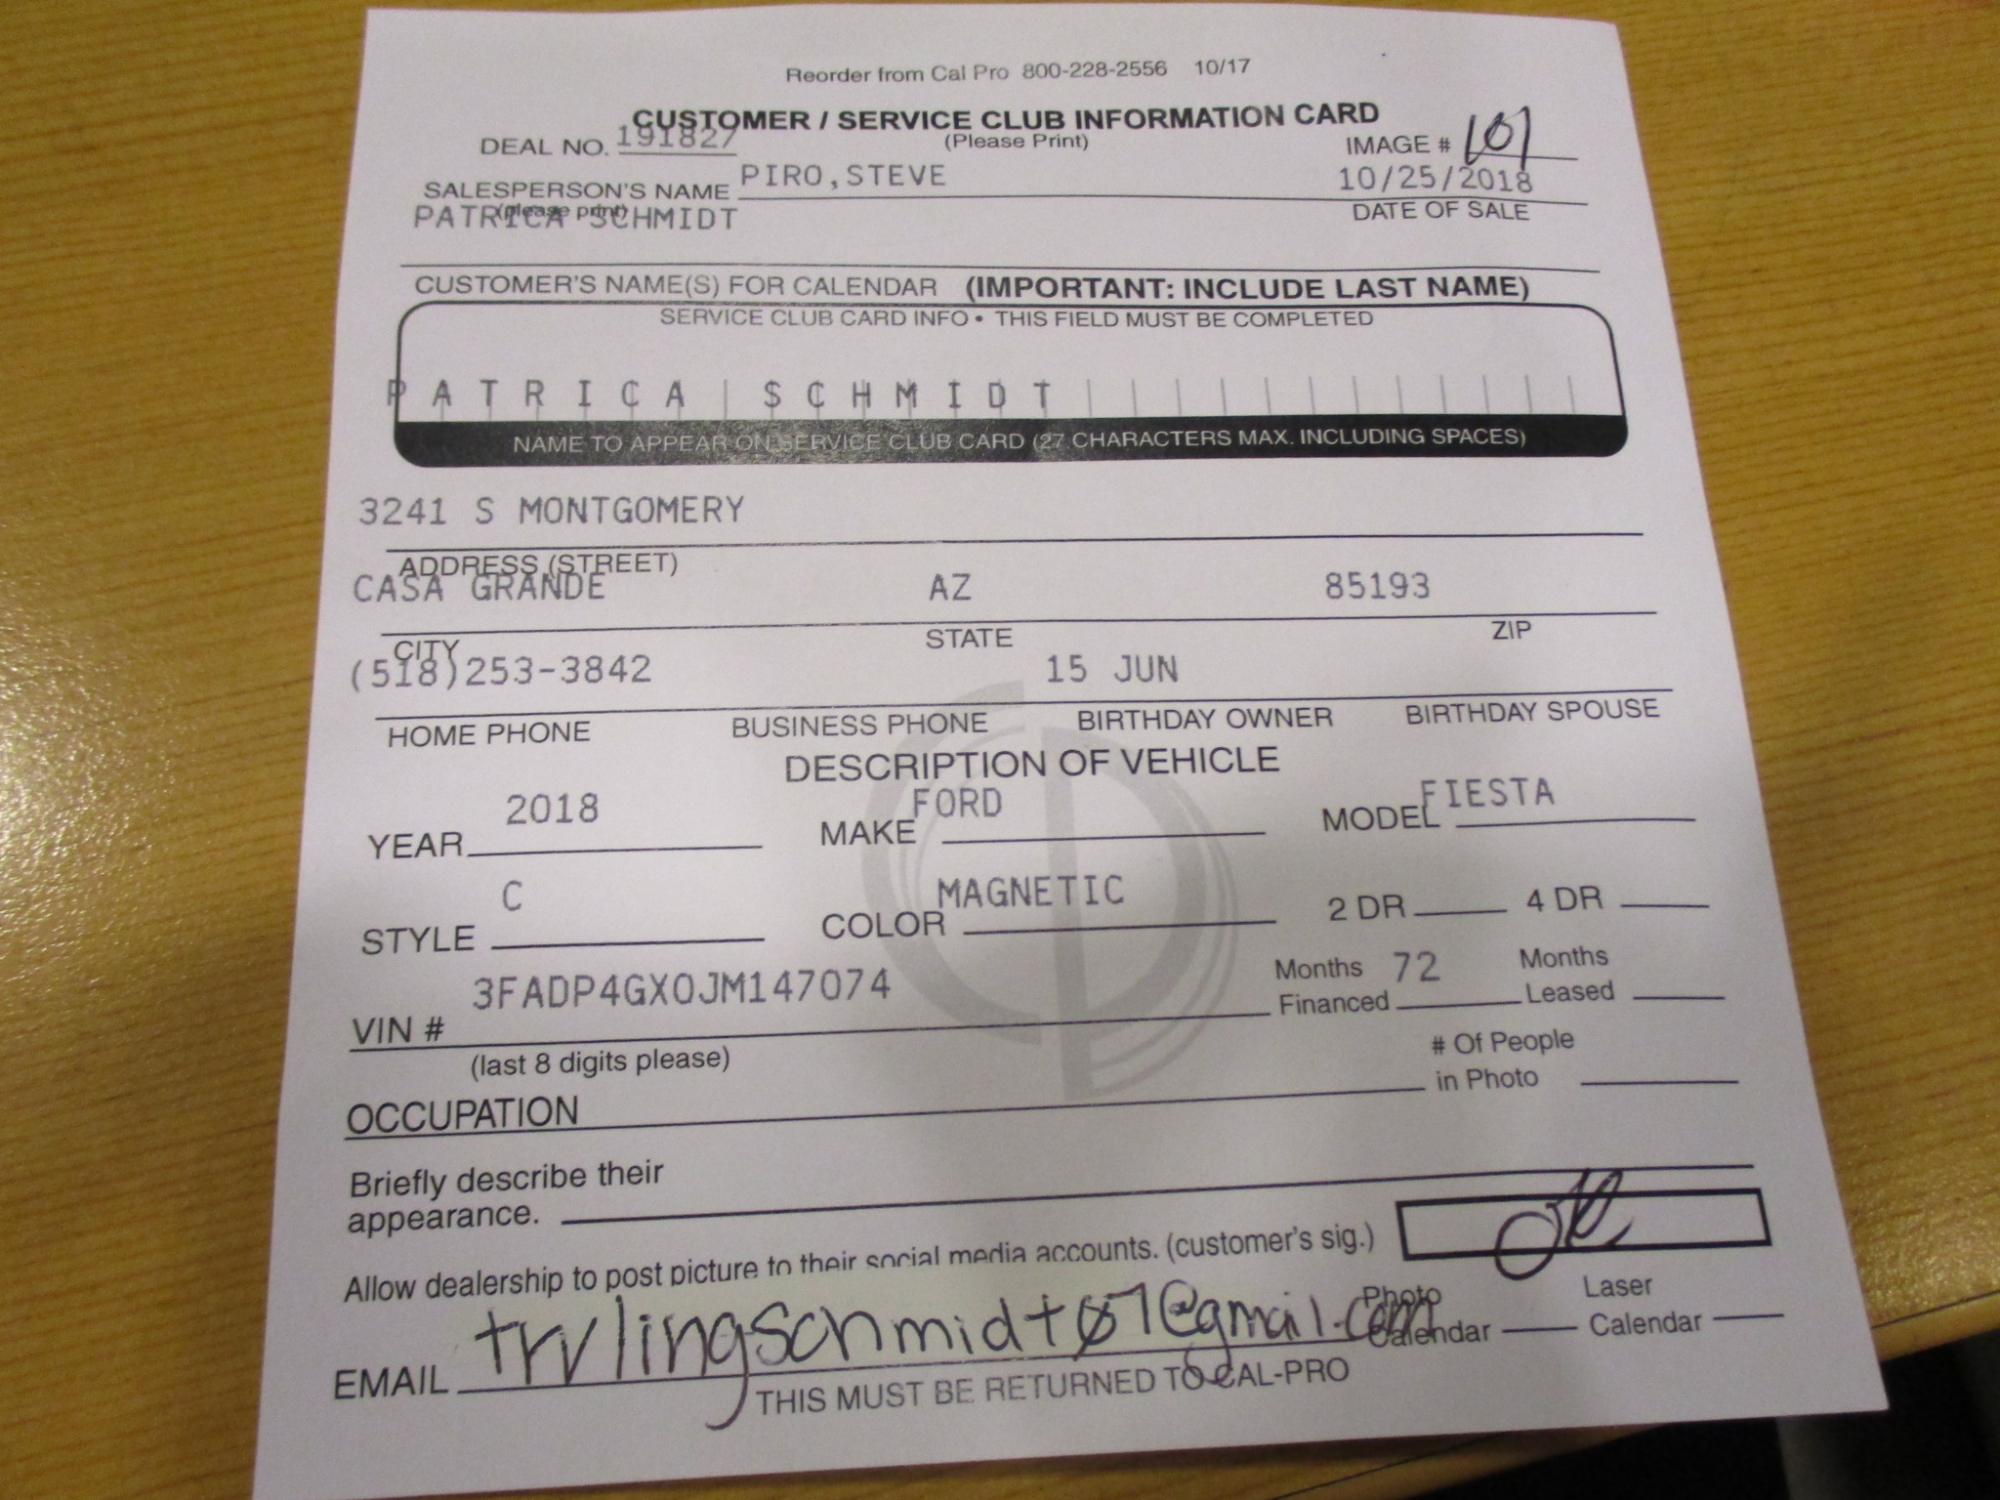 Reorder from Cal Pro 800-228-2556 10/17
CUSTOMER / SERVICE CLUB INFORMATION CARD
(Please Print)
DEAL NO. 191827 IMAGE # 101
SALESPERSON'S NAME PIRO,STEVE 10/25/2018
(please print) DATE OF SALE
PATRICA SCHMIDT
CUSTOMER'S NAME(S) FOR CALENDAR (IMPORTANT: INCLUDE LAST NAME)
SERVICE CLUB CARD INFO • THIS FIELD MUST BE COMPLETED
PATRICA SCHMIDT
NAME TO APPEAR ON SERVICE CLUB CARD (27 CHARACTERS MAX. INCLUDING SPACES)
3241 S MONTGOMERY
ADDRESS (STREET)
CASA GRANDE AZ 85193
CITY STATE ZIP
(518)253-3842 15 JUN
HOME PHONE BUSINESS PHONE BIRTHDAY OWNER BIRTHDAY SPOUSE
DESCRIPTION OF VEHICLE
YEAR 2018 MAKE FORD MODEL FIESTA
STYLE C COLOR MAGNETIC 2 DR 4 DR
VIN # 3FADP4GX0JM147074 Months Financed 72 Months Leased
(last 8 digits please)
OCCUPATION # Of People in Photo
Briefly describe their
appearance.
Allow dealership to post picture to their social media accounts. (customer's sig.)
EMAIL trvlingschmidt07@gmail.com Photo Calendar Laser Calendar
THIS MUST BE RETURNED TO CAL-PRO